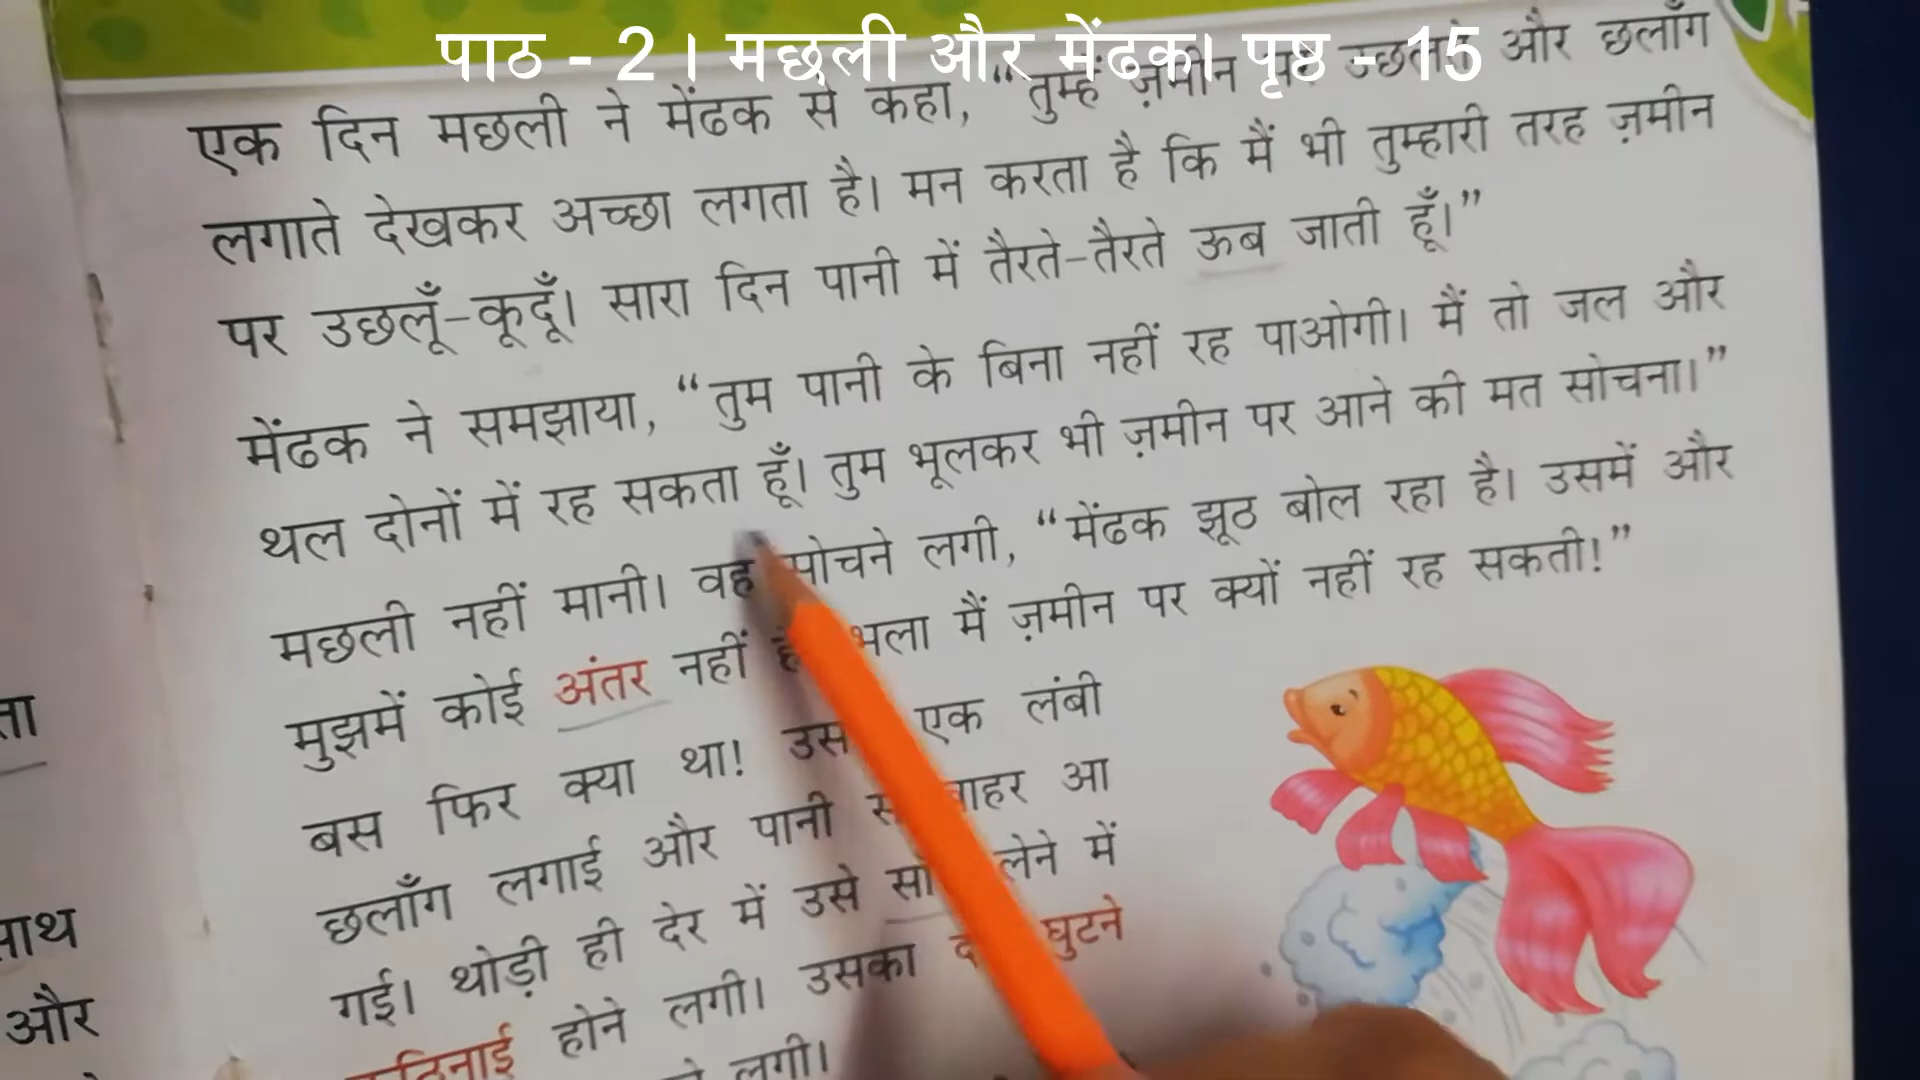 पाठ - 2 । मछली और मेंढक। पृष्ठ - 15
एक दिन मछली ने मेंढक से कहा, “तुम्हें ज़मीन और छलाँग
लगाते देखकर अच्छा लगता है। मन करता है कि मैं भी तुम्हारी तरह ज़मीन
पर उछलूँ-कूदूँ। सारा दिन पानी में तैरते-तैरते ऊब जाती हूँ।”
मेंढक ने समझाया, “तुम पानी के बिना नहीं रह पाओगी। मैं तो जल और
थल दोनों में रह सकता हूँ। तुम भूलकर भी ज़मीन पर आने की मत सोचना।”
मछली नहीं मानी। वह सोचने लगी, “मेंढक झूठ बोल रहा है। उसमें और
मुझमें कोई अंतर नहीं भला मैं ज़मीन पर क्यों नहीं रह सकती!”
बस फिर क्या था! एक लंबी
छलाँग लगाई और पानी बाहर आ
गई। थोड़ी ही देर में उसे लेने में
होने लगी। उसका घुटने
लगी।
ता
और